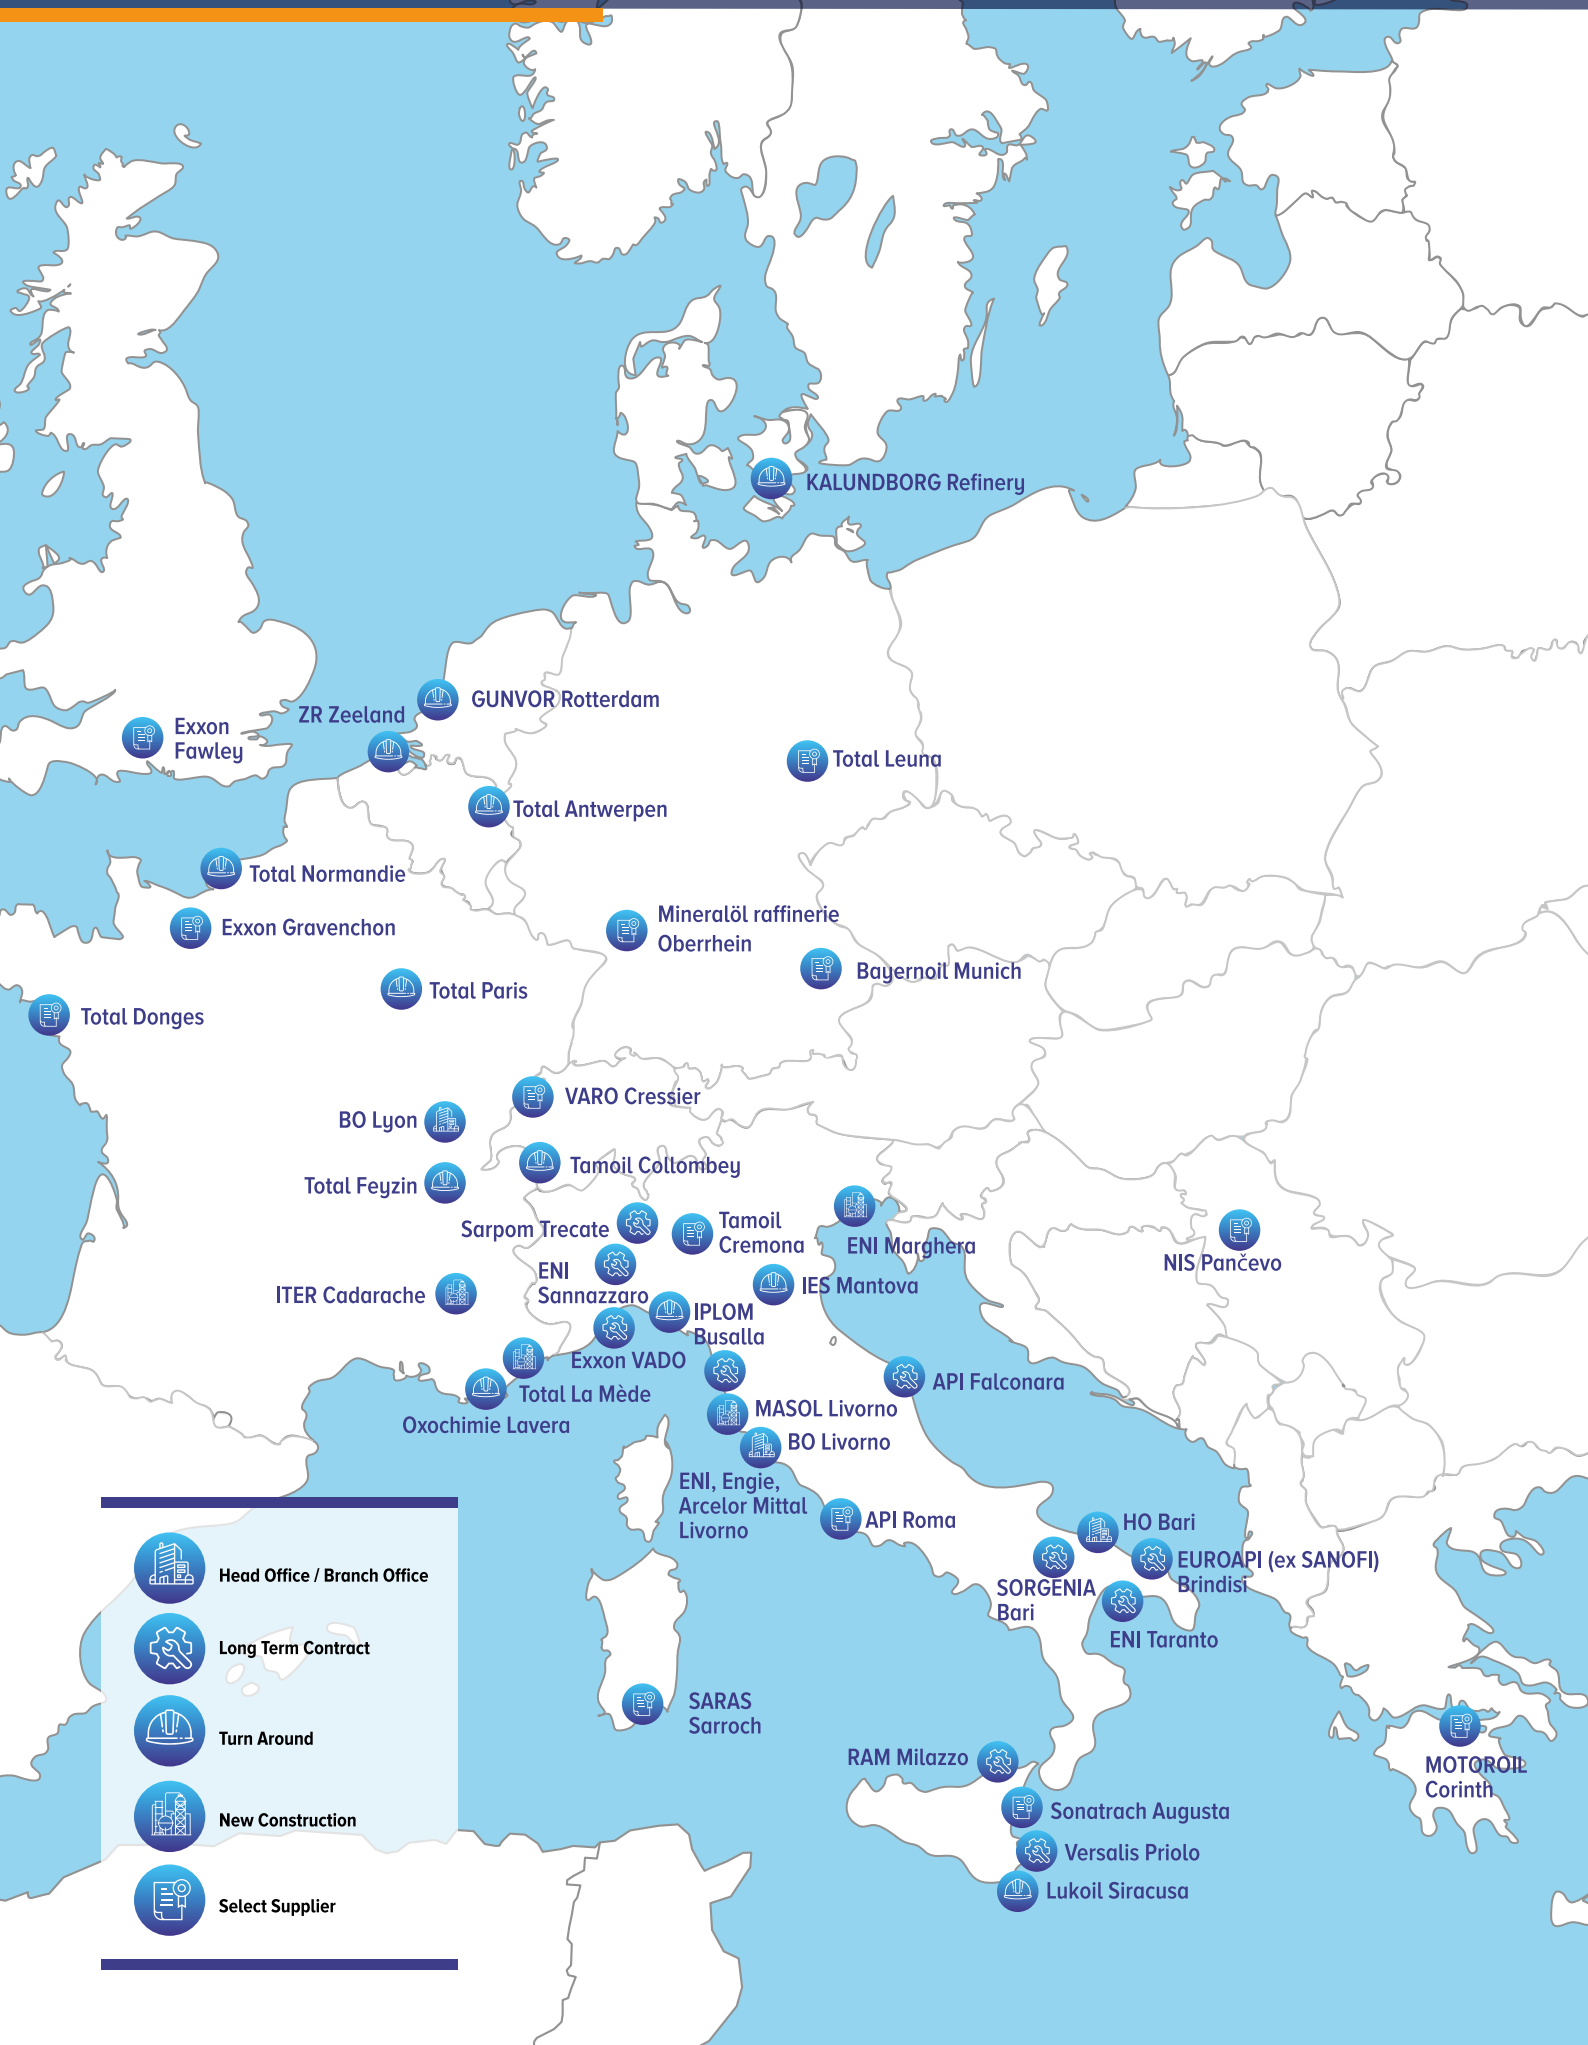 KALUNDBORG Refinery
GUNVOR Rotterdam
ZR Zeeland
Exxon
Fawley
Total Leuna
Total Antwerpen
Total Normandie
Mineralöl raffinerie
Oberrhein
Exxon Gravenchon
Bayernoil Munich
Total Paris
Total Donges
VARO Cressier
BO Lyon
Tamoil Collombey
Total Feyzin
Sarpom Trecate
Tamoil
Cremona
ENI Marghera
NIS Pančevo
ENI
Sannazzaro
IES Mantova
ITER Cadarache
IPLOM
Busalla
Exxon VADO
API Falconara
Total La Mède
MASOL Livorno
Oxochimie Lavera
BO Livorno
ENI, Engie,
Arcelor Mittal
Livorno
API Roma
HO Bari
EUROAPI (ex SANOFI)
Brindisi
SORGENIA
Bari
ENI Taranto
SARAS
Sarroch
RAM Milazzo
MOTOROIL
Corinth
Sonatrach Augusta
Versalis Priolo
Lukoil Siracusa
Head Office / Branch Office
Long Term Contract
Turn Around
New Construction
Select Supplier